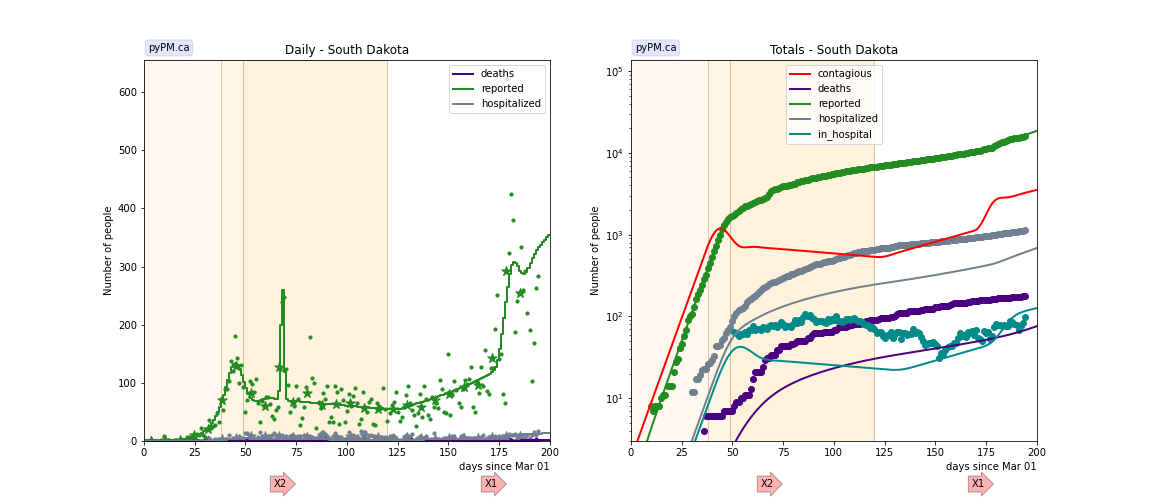 pyPM.ca
Daily - South Dakota
deaths
reported
hospitalized
Number of people
600
500
400
300
200
100
0
0 25 50 75 100 125 150 175 200
days since Mar 01
X2
X1
pyPM.ca
Totals - South Dakota
contagious
deaths
reported
hospitalized
in_hospital
Number of people
10⁵
10⁴
10³
10²
10¹
0 25 50 75 100 125 150 175 200
days since Mar 01
X2
X1